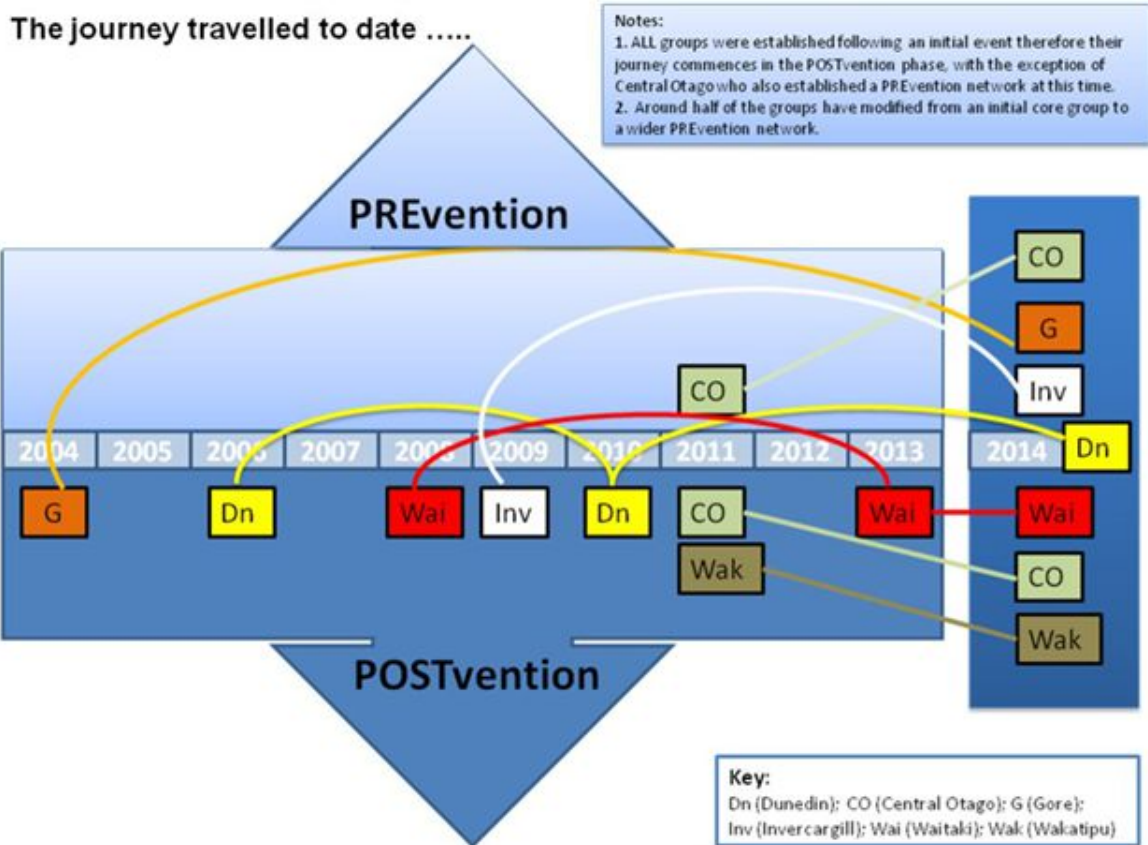 The journey travelled to date .....
Notes:
1. ALL groups were established following an initial event therefore their
journey commences in the POSTvention phase, with the exception of
Central Otago who also established a PREvention network at this time.
2. Around half of the groups have modified from an initial core group to
a wider PREvention network.
PREvention
CO
G
Inv
CO
2004 2005 2006 2007 2008 2009 2010 2011 2012 2013 2014 Dn
G Dn Wai Inv Dn CO Wai Wai
Wak CO
Wak
POSTvention
Key:
Dn (Dunedin); CO (Central Otago); G (Gore);
Inv (Invercargill); Wai (Waitaki); Wak (Wakatipu)